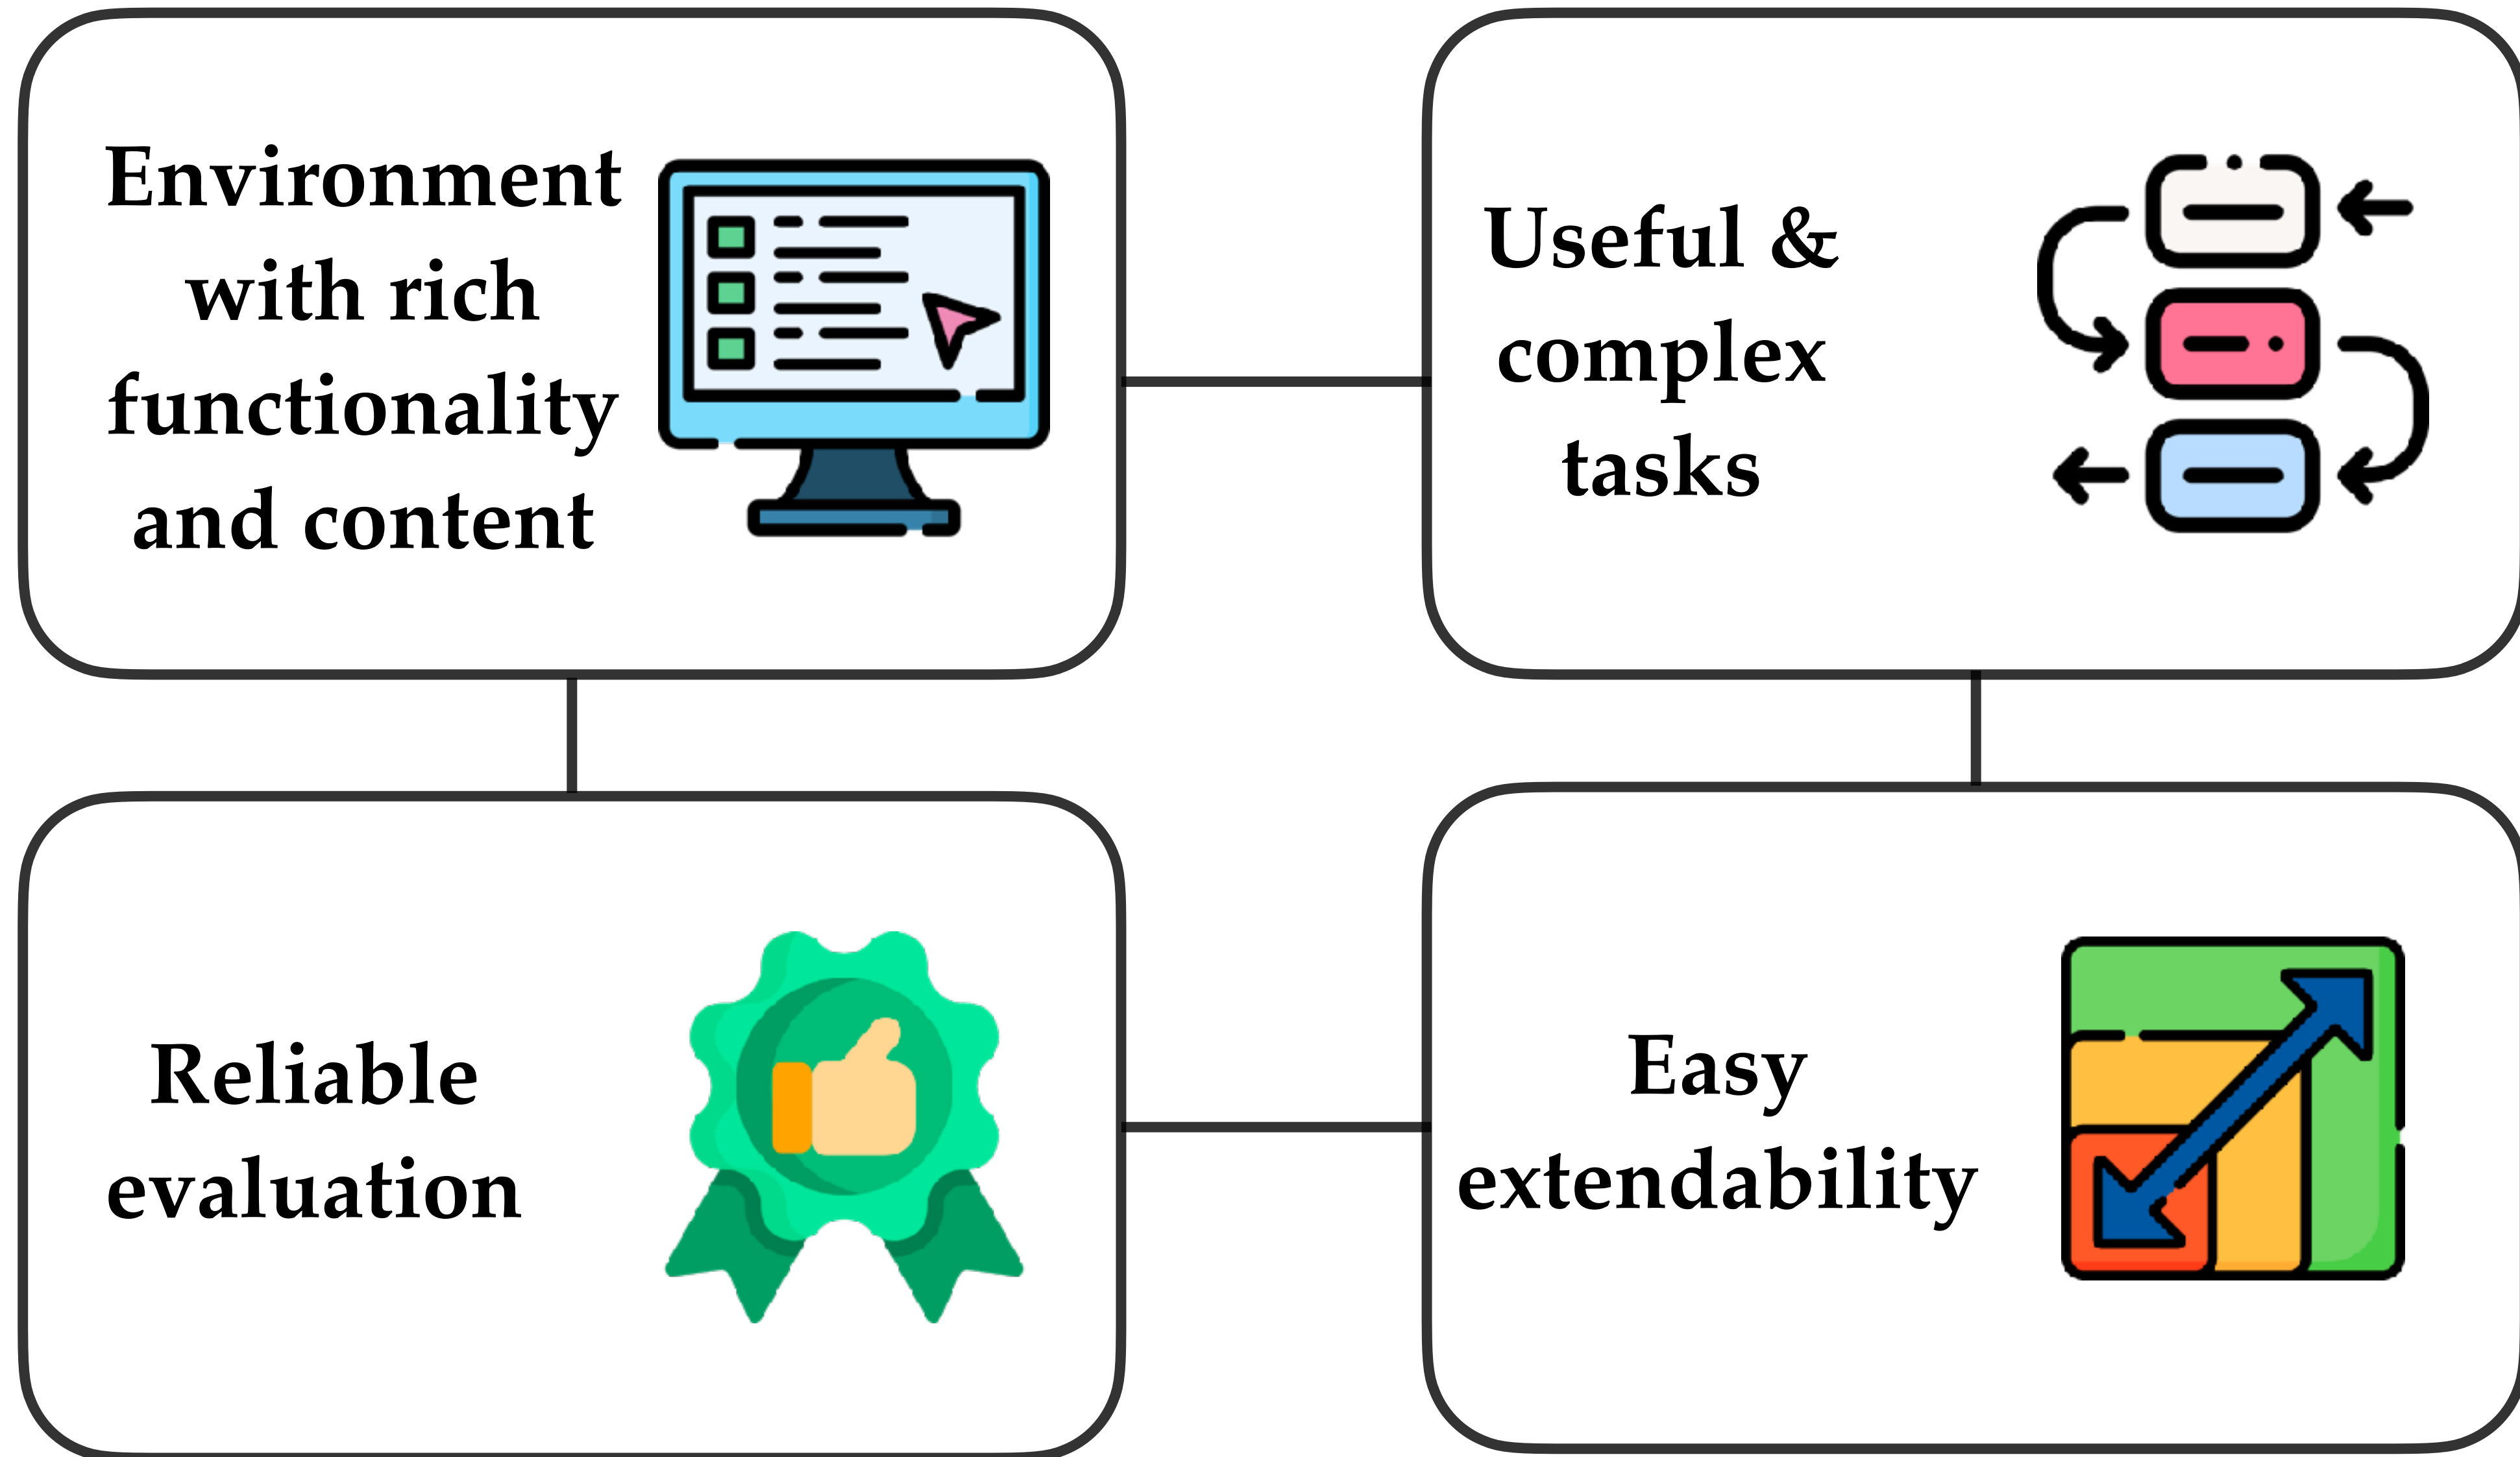 Environment
with rich
functionality
and content
Useful &
complex
tasks
Reliable
evaluation
Easy
extendability